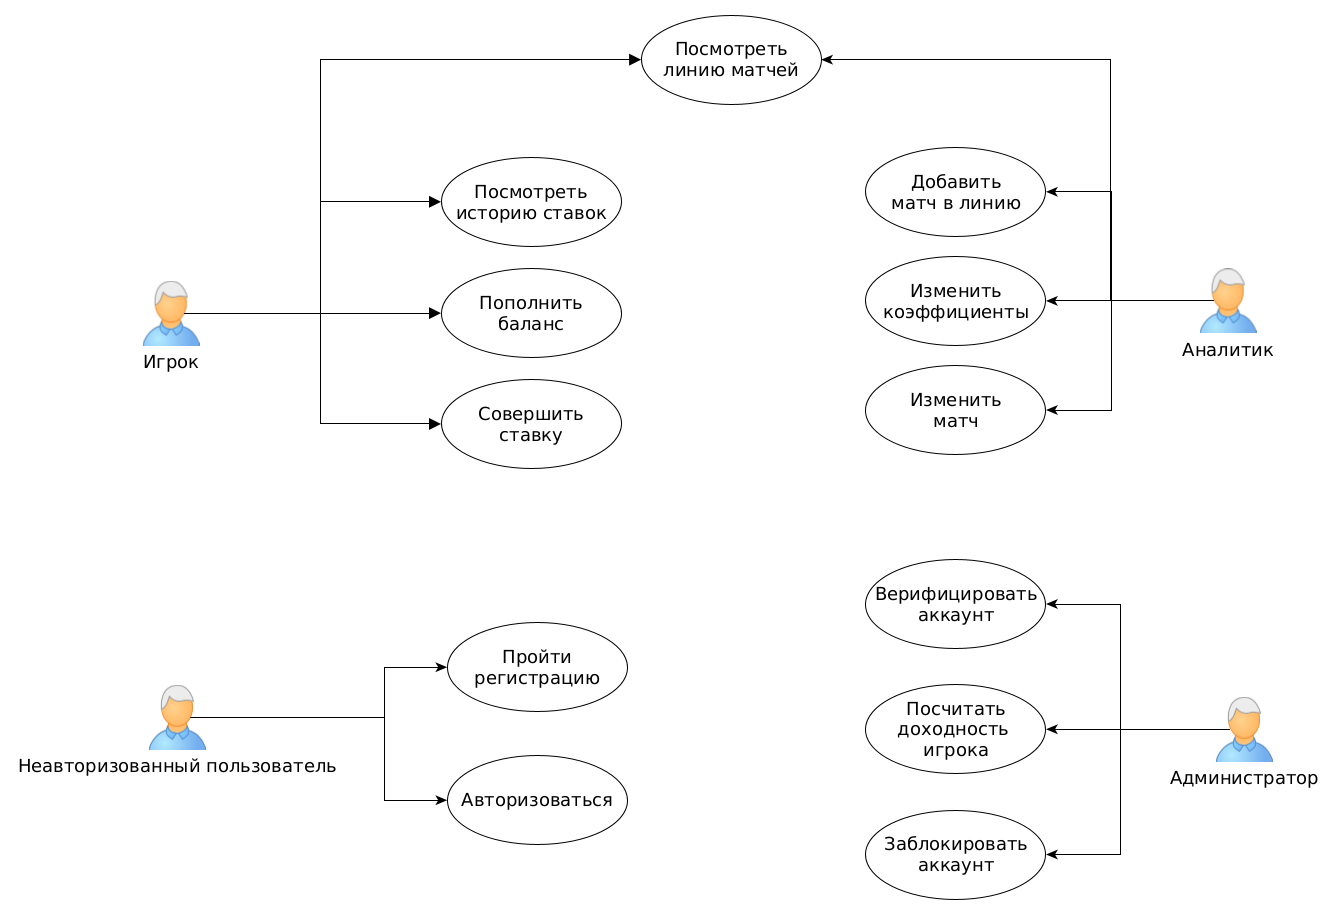 Посмотреть
линию матчей
Посмотреть
историю ставок
Добавить
матч в линию
Пополнить
баланс
Изменить
коэффициенты
Игрок
Аналитик
Совершить
ставку
Изменить
матч
Верифицировать
аккаунт
Пройти
регистрацию
Посчитать
доходность
игрока
Неавторизованный пользователь
Администратор
Авторизоваться
Заблокировать
аккаунт